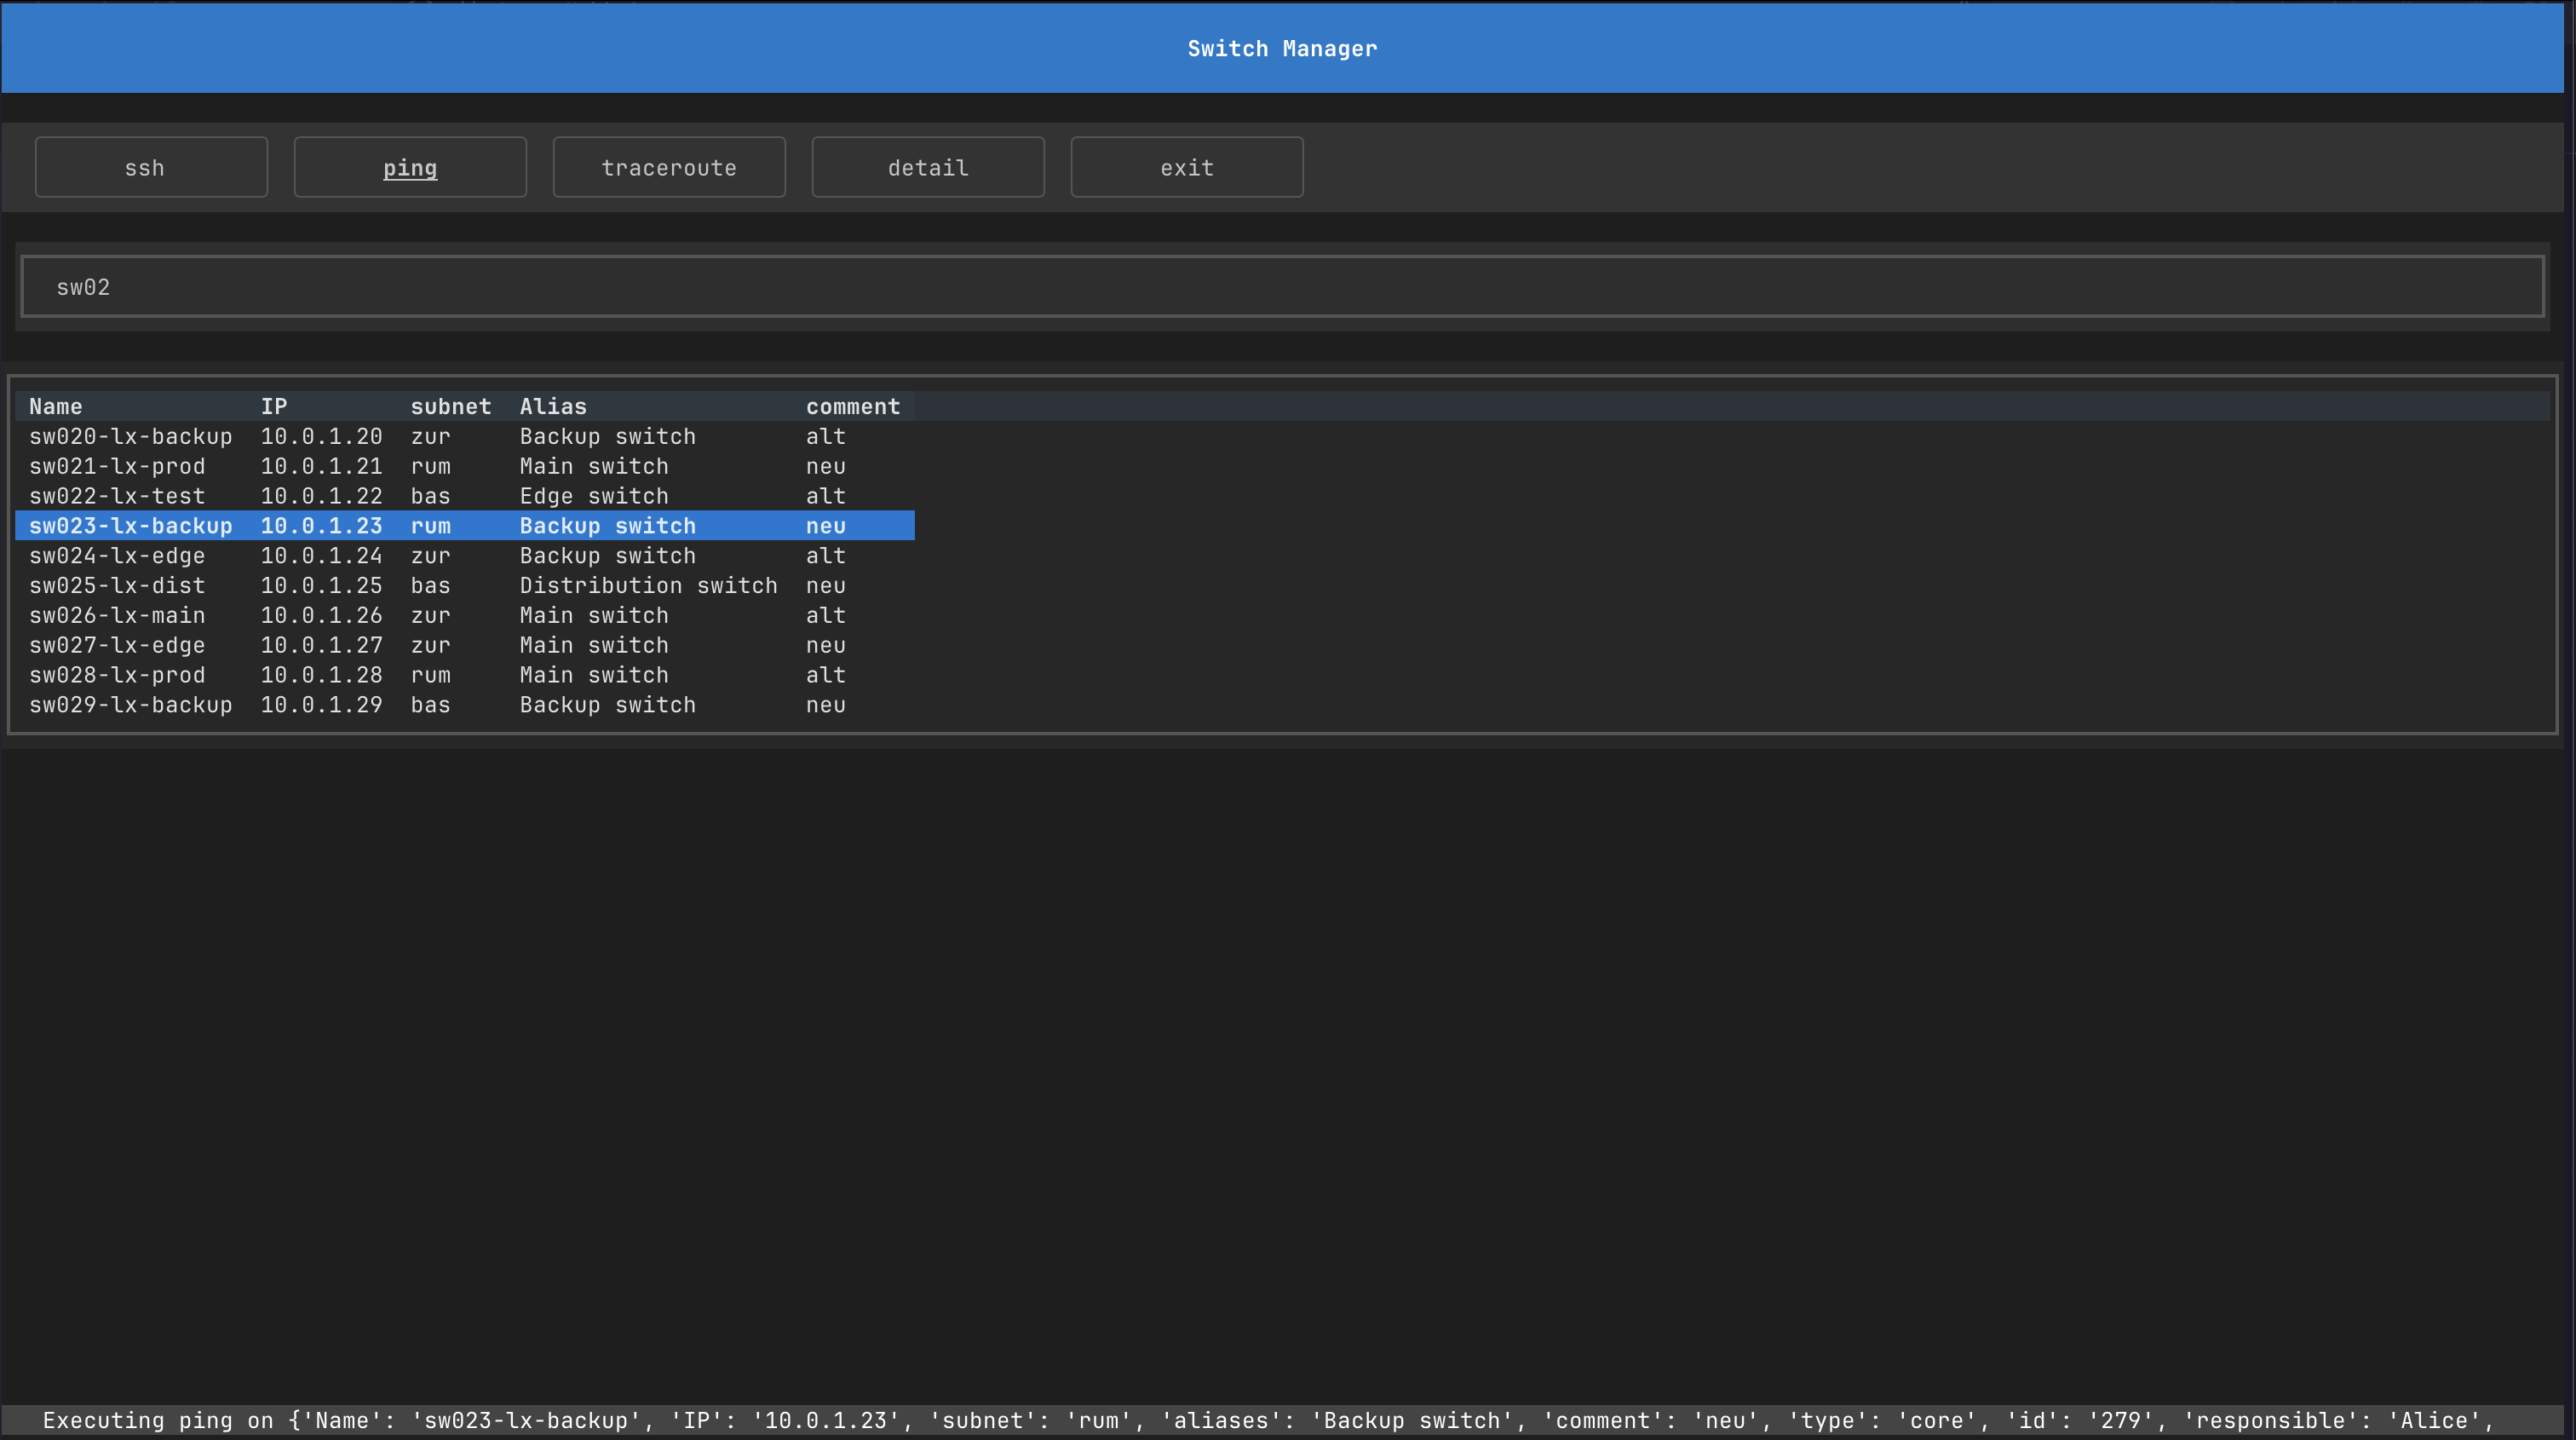 Switch Manager
ssh ping traceroute detail exit
sw02
Name IP subnet Alias comment
sw020-lx-backup 10.0.1.20 zur Backup switch alt
sw021-lx-prod 10.0.1.21 rum Main switch neu
sw022-lx-test 10.0.1.22 bas Edge switch alt
sw023-lx-backup 10.0.1.23 rum Backup switch neu
sw024-lx-edge 10.0.1.24 zur Backup switch alt
sw025-lx-dist 10.0.1.25 bas Distribution switch neu
sw026-lx-main 10.0.1.26 zur Main switch alt
sw027-lx-edge 10.0.1.27 zur Main switch neu
sw028-lx-prod 10.0.1.28 rum Main switch alt
sw029-lx-backup 10.0.1.29 bas Backup switch neu
Executing ping on {'Name': 'sw023-lx-backup', 'IP': '10.0.1.23', 'subnet': 'rum', 'aliases': 'Backup switch', 'comment': 'neu', 'type': 'core', 'id': '279', 'responsible': 'Alice',